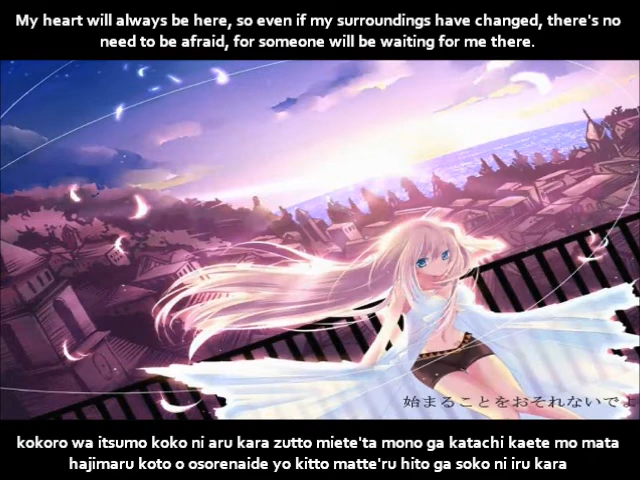 My heart will always be here, so even if my surroundings have changed, there's no
need to be afraid, for someone will be waiting for me there.
始まることをおそれないでよ
kokoro wa itsumo koko ni aru kara zutto miete'ta mono ga katachi kaete mo mata
hajimaru koto o osorenaide yo kitto matte'ru hito ga soko ni iru kara